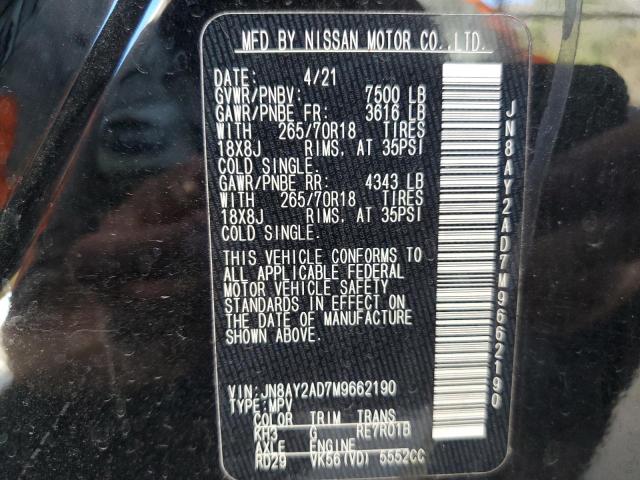 MFD BY NISSAN MOTOR CO.,LTD.
DATE: 4/21
GVWR/PNBV: 7500 LB
GAWR/PNBE FR: 3616 LB
WITH 265/70R18 TIRES
18X8J RIMS, AT 35PSI
COLD SINGLE.
GAWR/PNBE RR: 4343 LB
WITH 265/70R18 TIRES
18X8J RIMS, AT 35PSI
COLD SINGLE.
THIS VEHICLE CONFORMS TO
ALL APPLICABLE FEDERAL
MOTOR VEHICLE SAFETY
STANDARDS IN EFFECT ON
THE DATE OF MANUFACTURE
SHOWN ABOVE.
VIN:JN8AY2AD7M9662190
TYPE:MPV
COLOR TRIM TRANS
KH3 G RE7R01B
AXLE ENGINE
RD29 VK56(VD) 5552CC
JN8AY2AD7M9662190